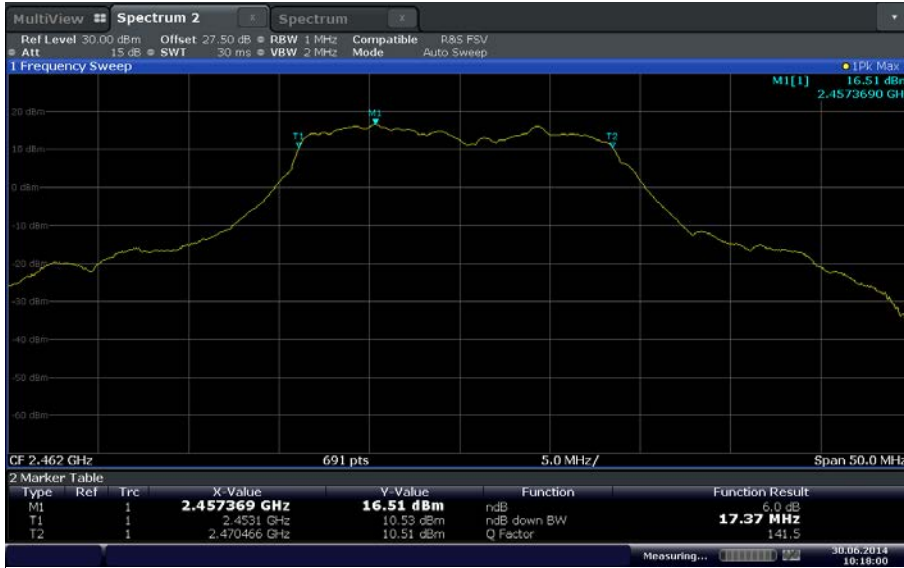 MultiView Spectrum 2 x Spectrum x
Ref Level 30.00 dBm Offset 27.50 dB RBW 1 MHz Compatible R&S FSV
Att 15 dB SWT 30 ms VBW 2 MHz Mode Auto Sweep
1 Frequency Sweep 1Pk Max
M1[1] 16.51 dBm
2.4573690 GH
20 dBm
M1
T1 T2
10 dBm
0 dBm
-10 dBm
-20 dBm
-30 dBm
-40 dBm
-50 dBm
-60 dBm
CF 2.462 GHz 691 pts 5.0 MHz/ Span 50.0 MHz
2 Marker Table
Type Ref Trc X-Value Y-Value Function Function Result
M1 1 2.457369 GHz 16.51 dBm ndB 6.0 dB
T1 1 2.4531 GHz 10.53 dBm ndB down BW 17.37 MHz
T2 1 2.470466 GHz 10.51 dBm Q Factor 141.5
Measuring... 30.06.2014
10:18:00